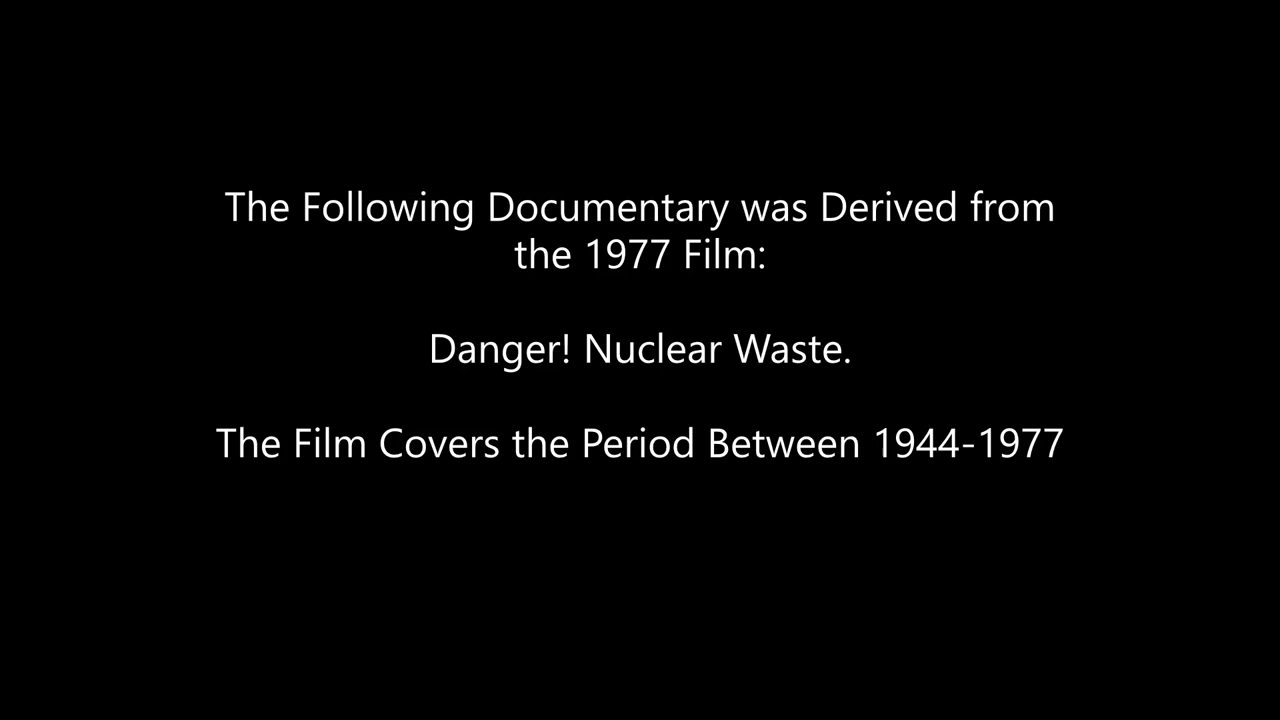 The Following Documentary was Derived from
the 1977 Film:
Danger! Nuclear Waste.
The Film Covers the Period Between 1944-1977